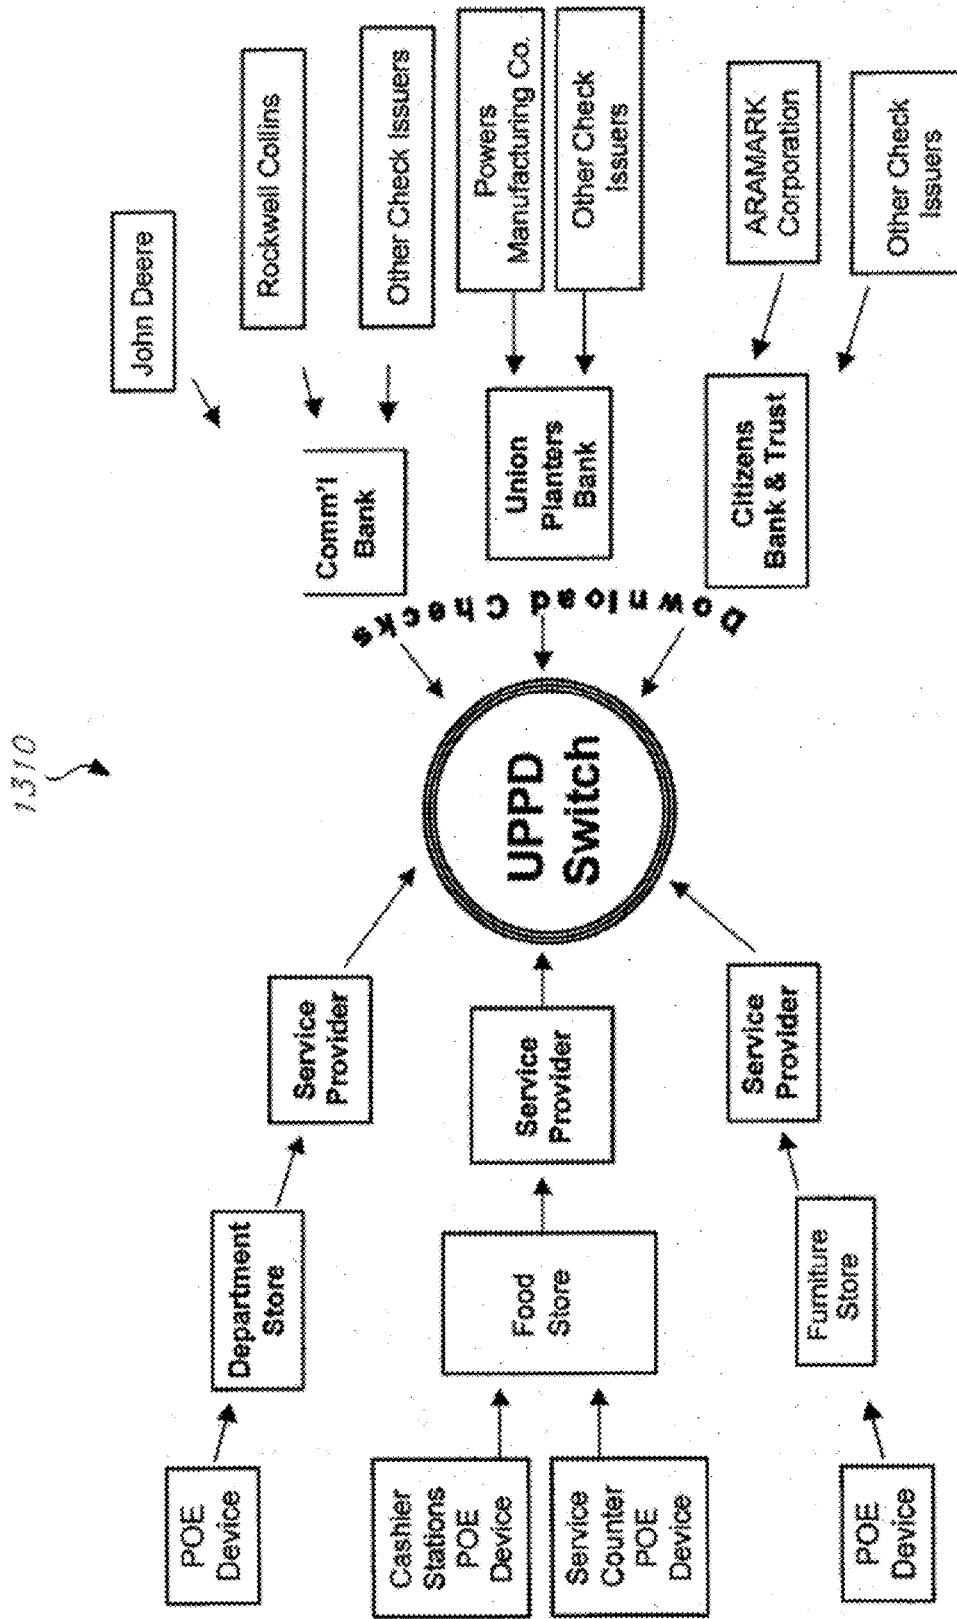 1310
POE
Device
Department
Store
Service
Provider
Cashier
Stations
POE
Device
Service
Counter
POE
Device
Food
Store
Service
Provider
POE
Device
Furniture
Store
Service
Provider
UPPD
Switch
Download Checks
Comm'l
Bank
Union
Planters
Bank
Citizens
Bank & Trust
John Deere
Rockwell Collins
Other Check Issuers
Powers
Manufacturing Co.
Other Check
Issuers
ARAMARK
Corporation
Other Check
Issuers